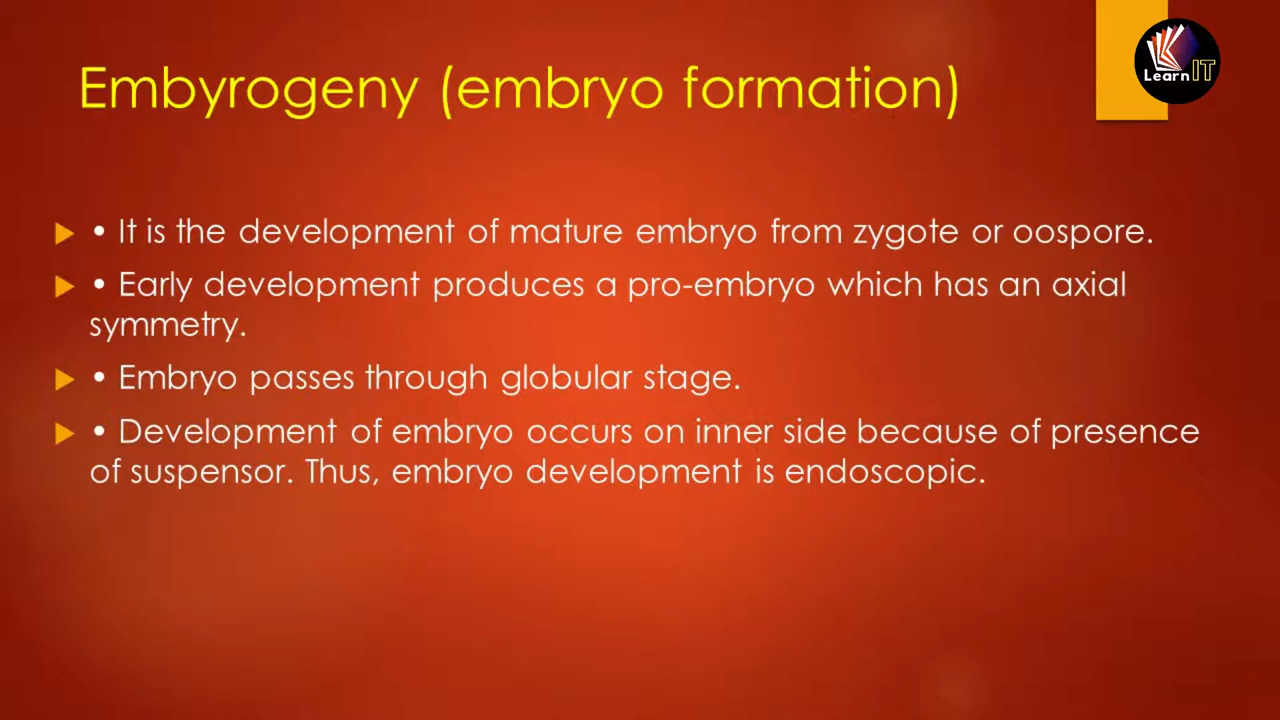 Embyrogeny (embryo formation)
Learn IT
• It is the development of mature embryo from zygote or oospore.
• Early development produces a pro-embryo which has an axial
symmetry.
• Embryo passes through globular stage.
• Development of embryo occurs on inner side because of presence
of suspensor. Thus, embryo development is endoscopic.